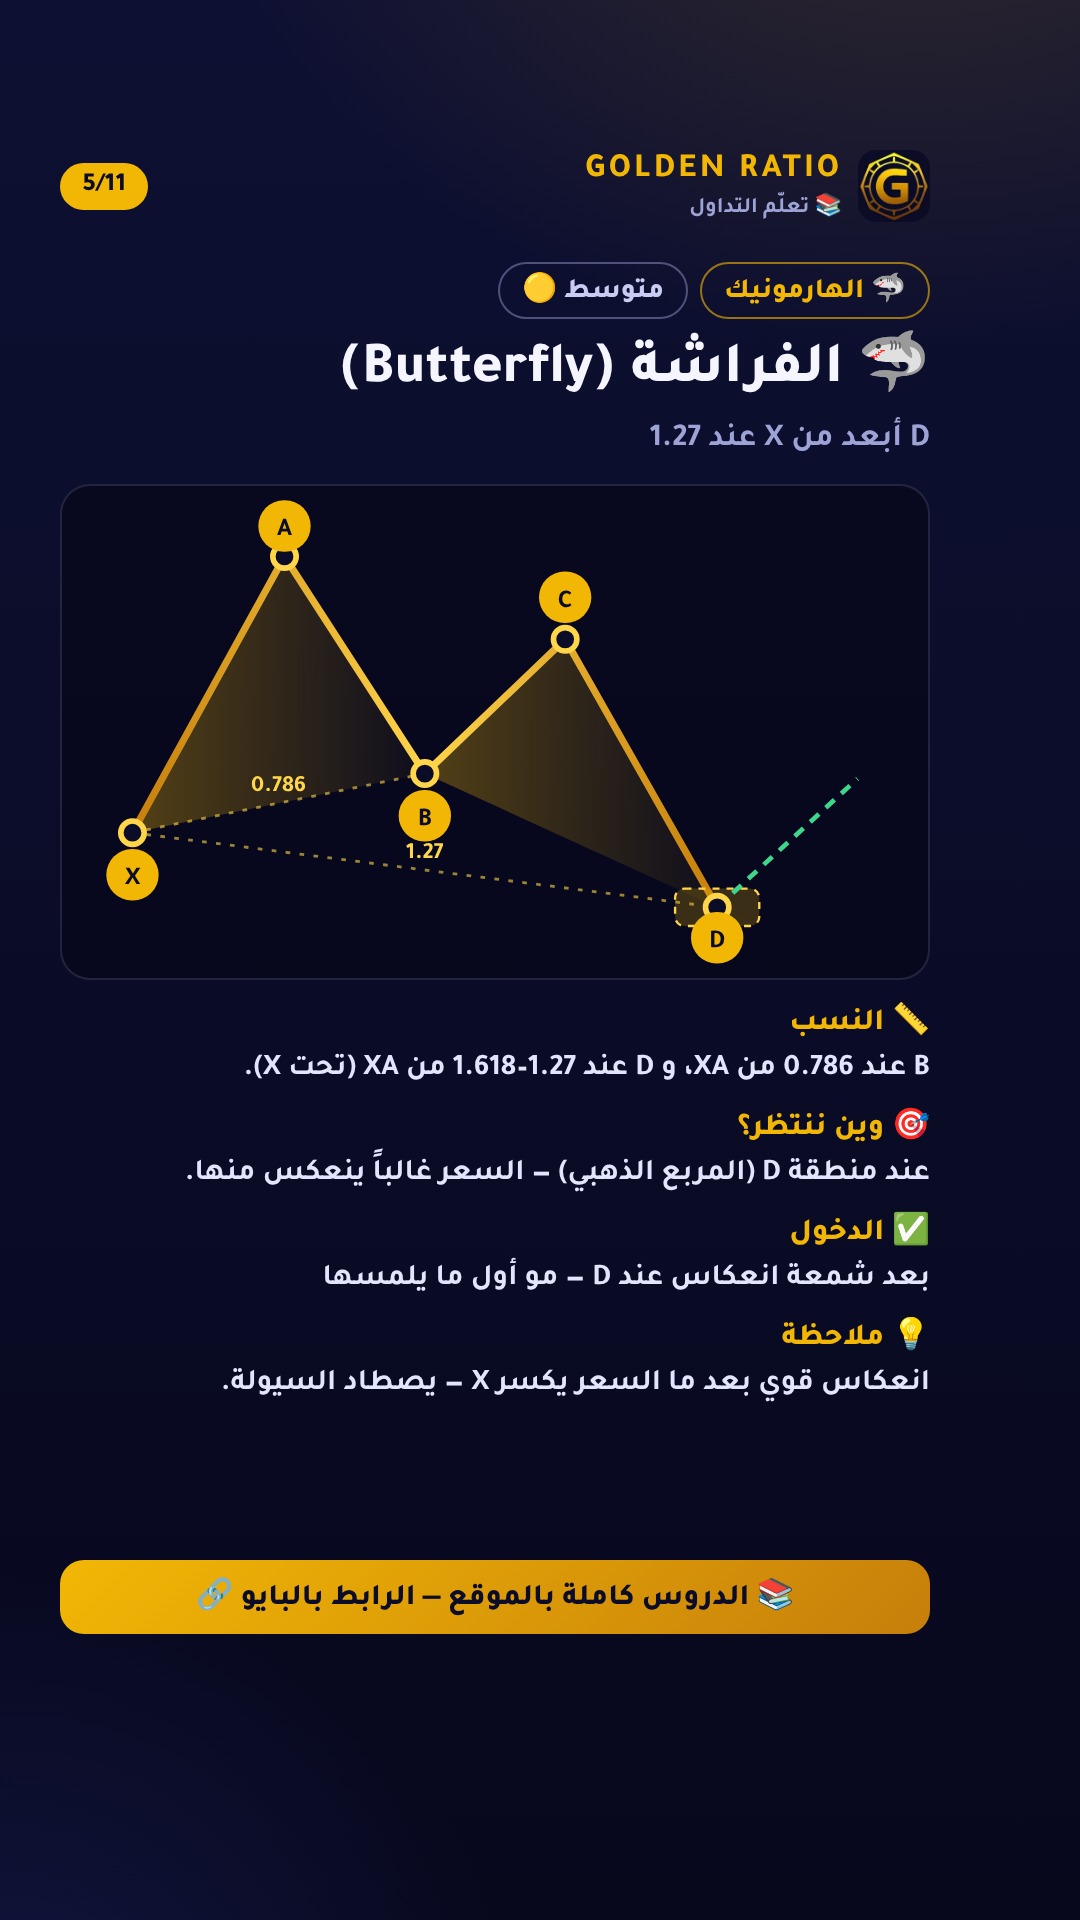 GOLDEN RATIO
📚 تعلّم التداول
5/11
🦈 الهارمونيك
متوسط 🟡
🦈 الفراشة (Butterfly)
D أبعد من X عند 1.27
A
C
0.786
B
1.27
X
D
📏 النسب
B عند 0.786 من XA، و D عند 1.27-1.618 من XA (تحت X).
🎯 وين ننتظر؟
عند منطقة D (المربع الذهبي) — السعر غالباً ينعكس منها.
✅ الدخول
بعد شمعة انعكاس عند D — مو أول ما يلمسها
💡 ملاحظة
انعكاس قوي بعد ما السعر يكسر X — يصطاد السيولة.
📚 الدروس كاملة بالموقع — الرابط بالبايو 🔗